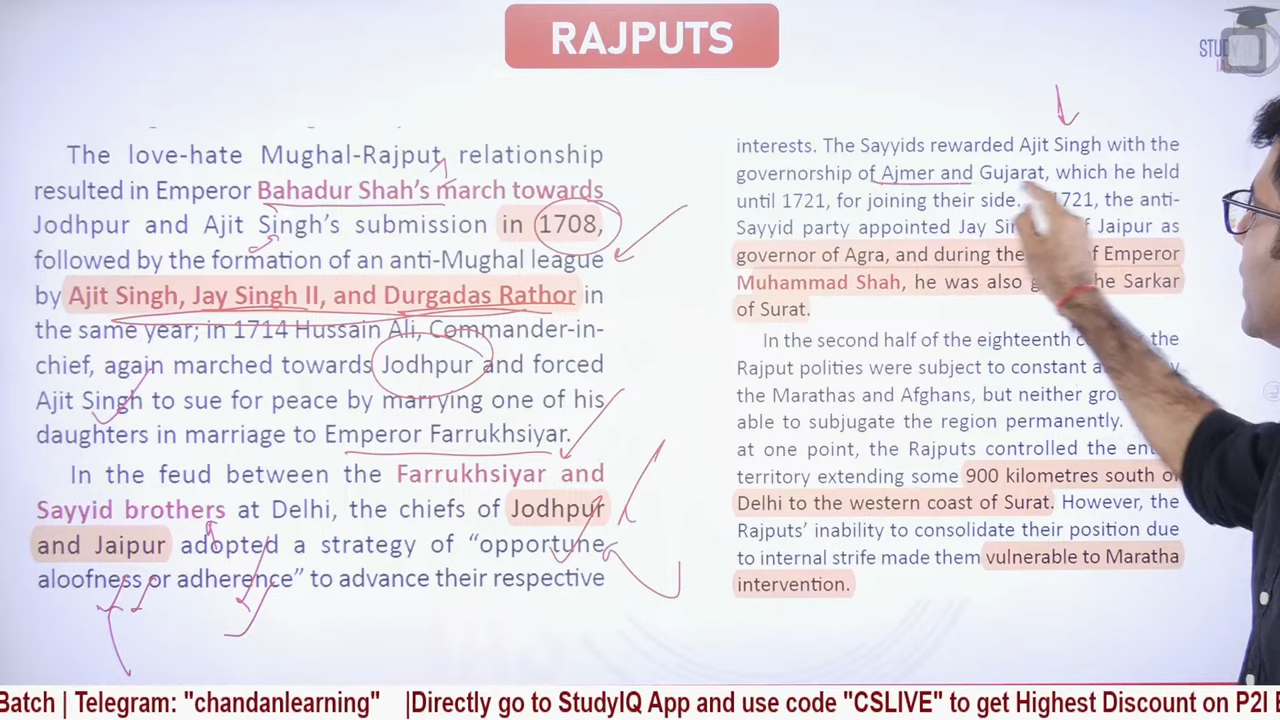 RAJPUTS
STUDY
The love-hate Mughal-Rajput relationship
resulted in Emperor Bahadur Shah's march towards
Jodhpur and Ajit Singh's submission in 1708,
followed by the formation of an anti-Mughal league
by Ajit Singh, Jay Singh II, and Durgadas Rathor in
the same year; in 1714 Hussain Ali, Commander-in-
chief, again marched towards Jodhpur and forced
Ajit Singh to sue for peace by marrying one of his
daughters in marriage to Emperor Farrukhsiyar.
In the feud between the Farrukhsiyar and
Sayyid brothers at Delhi, the chiefs of Jodhpur
and Jaipur adopted a strategy of "opportune
aloofness or adherence" to advance their respective
interests. The Sayyids rewarded Ajit Singh with the
governorship of Ajmer and Gujarat, which he held
until 1721, for joining their side. 1721, the anti-
Sayyid party appointed Jay Jaipur as
governor of Agra, and during the of Emperor
Muhammad Shah, he was also Sarkar
of Surat.
In the second half of the eighteenth the
Rajput polities were subject to constant
the Marathas and Afghans, but neither
able to subjugate the region permanently.
at one point, the Rajputs controlled the
territory extending some 900 kilometres south of
Delhi to the western coast of Surat. However, the
Rajputs' inability to consolidate their position due
to internal strife made them vulnerable to Maratha
intervention.
Batch | Telegram: "chandanlearning" |Directly go to StudyIQ App and use code "CSLIVE" to get Highest Discount on P2I